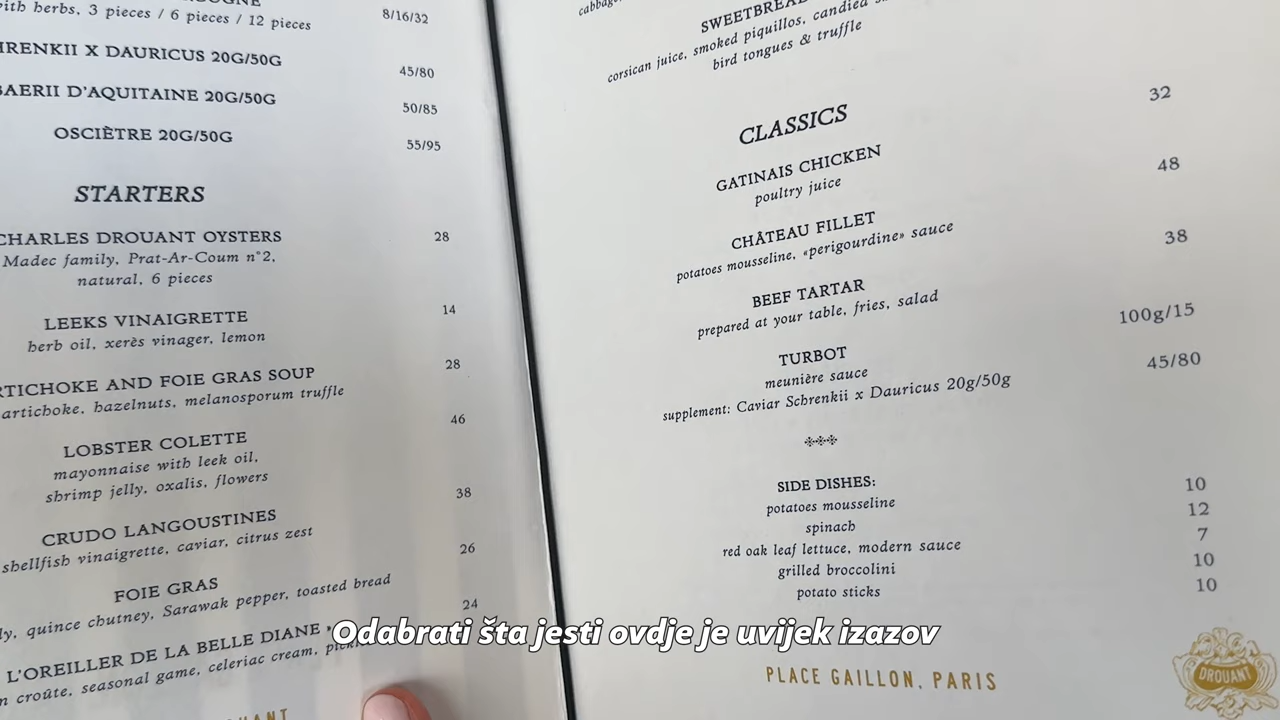 with herbs, 3 pieces / 6 pieces / 12 pieces
8/16/32
X DAURICUS 20G/50G
45/80
BAERII D'AQUITAINE 20G/50G
50/85
OSCIÈTRE 20G/50G
55/95
STARTERS
CHARLES DROUANT OYSTERS
28
Madec family, Prat-Ar-Coum n°2,
natural, 6 pieces
LEEKS VINAIGRETTE
14
herb oil, xerès vinager, lemon
ARTICHOKE AND FOIE GRAS SOUP
28
artichoke, hazelnuts, melanosporum truffle
LOBSTER COLETTE
46
mayonnaise with leek oil,
shrimp jelly, oxalis, flowers
CRUDO LANGOUSTINES
38
shellfish vinaigrette, caviar, citrus zest
FOIE GRAS
26
quince chutney, Sarawak pepper, toasted bread
L'OREILLER DE LA BELLE DIANE »
24
croûte, seasonal game, celeriac cream,
SWEETBREAD
corsican juice, smoked piquillos, candied
bird tongues & truffle
CLASSICS
32
GATINAIS CHICKEN
poultry juice
48
CHÂTEAU FILLET
potatoes mousseline, «perigourdine» sauce
38
BEEF TARTAR
prepared at your table, fries, salad
100g/15
TURBOT
meunière sauce
45/80
supplement: Caviar Schrenkii x Dauricus 20g/50g
SIDE DISHES:
potatoes mousseline
10
spinach
12
red oak leaf lettuce, modern sauce
7
grilled broccolini
10
potato sticks
10
Odabrati šta jesti ovdje je uvijek izazov
PLACE GAILLON, PARIS
DROUANT